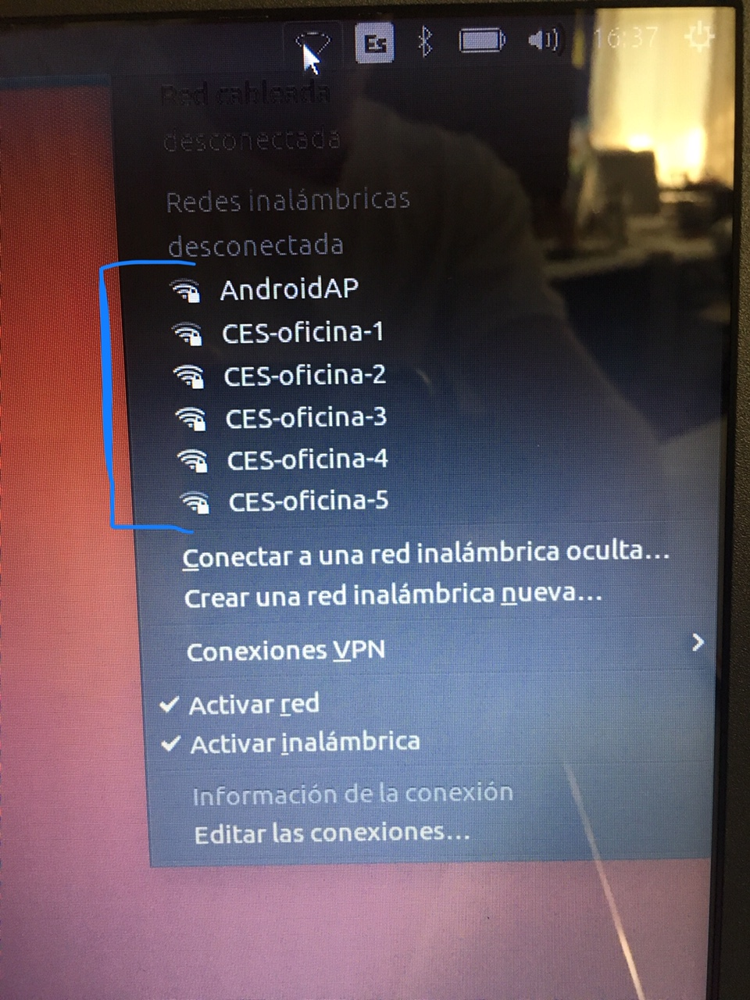 Es 16:37
Red cableada
desconectada
Redes inalámbricas
desconectada
AndroidAP
CES-oficina-1
CES-oficina-2
CES-oficina-3
CES-oficina-4
CES-oficina-5
Conectar a una red inalámbrica oculta...
Crear una red inalámbrica nueva...
Conexiones VPN
Activar red
Activar inalámbrica
Información de la conexión
Editar las conexiones...